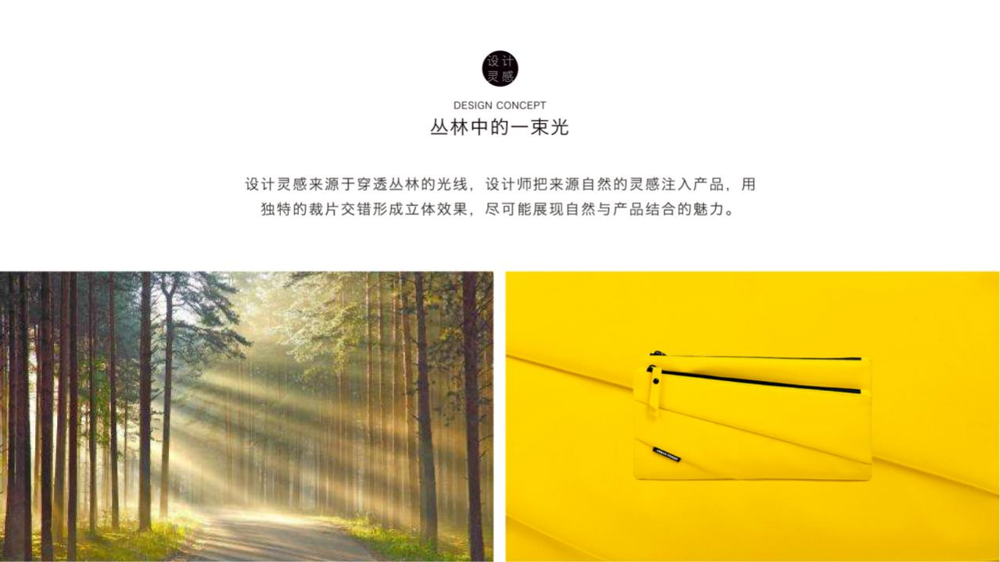 设计
灵感
DESIGN CONCEPT
丛林中的一束光
设计灵感来源于穿透丛林的光线，设计师把来源自然的灵感注入产品，用
独特的裁片交错形成立体效果，尽可能展现自然与产品结合的魅力。
URBAN FOREST